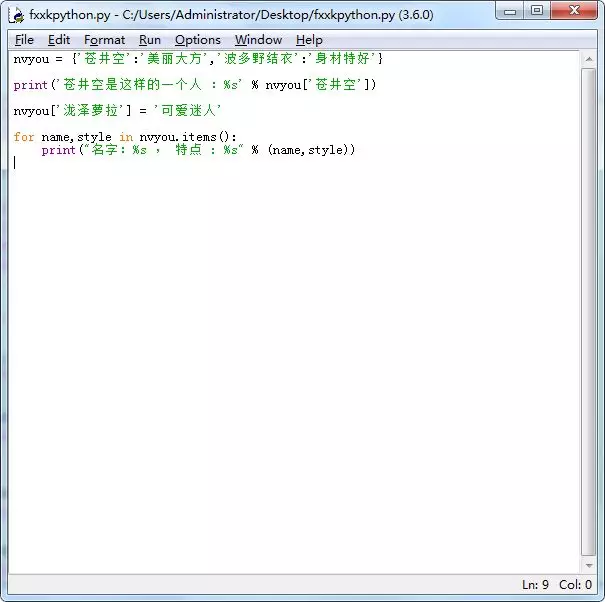 fxxkpython.py - C:/Users/Administrator/Desktop/fxxkpython.py (3.6.0)
File Edit Format Run Options Window Help
nvyou = {'苍井空':'美丽大方','波多野结衣':'身材特好'}
print('苍井空是这样的一个人 : %s' % nvyou['苍井空'])
nvyou['泷泽萝拉'] = '可爱迷人'
for name,style in nvyou.items():
    print("名字: %s ， 特点 : %s" % (name,style))
Ln: 9 Col: 0